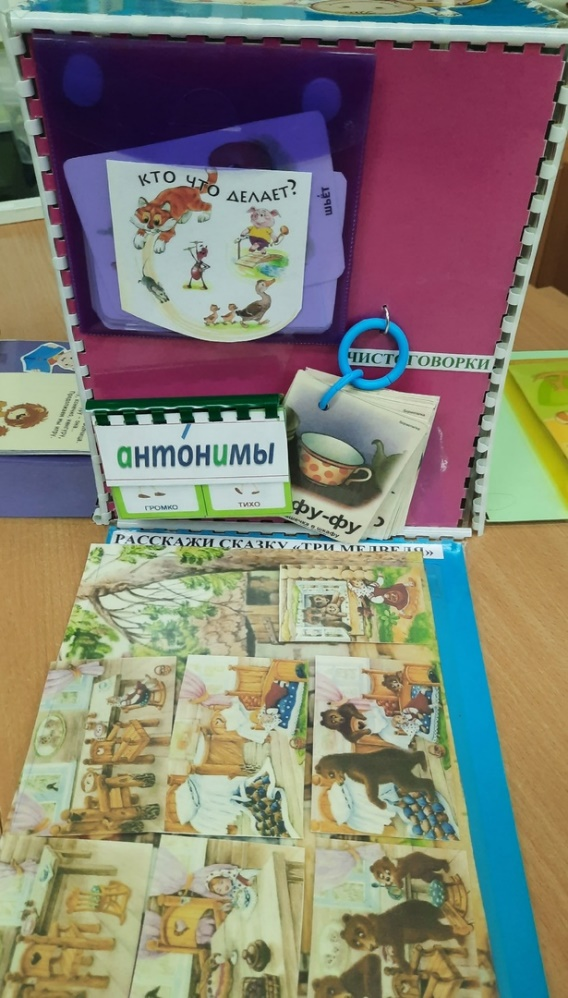 КТО ЧТО ДЕЛАЕТ?
шьёт
ЧИСТОГОВОРКИ
антонимы
ГРОМКО
ТИХО
фу-фу
РАССКАЖИ СКАЗКУ «ТРИ МЕДВЕДЯ»